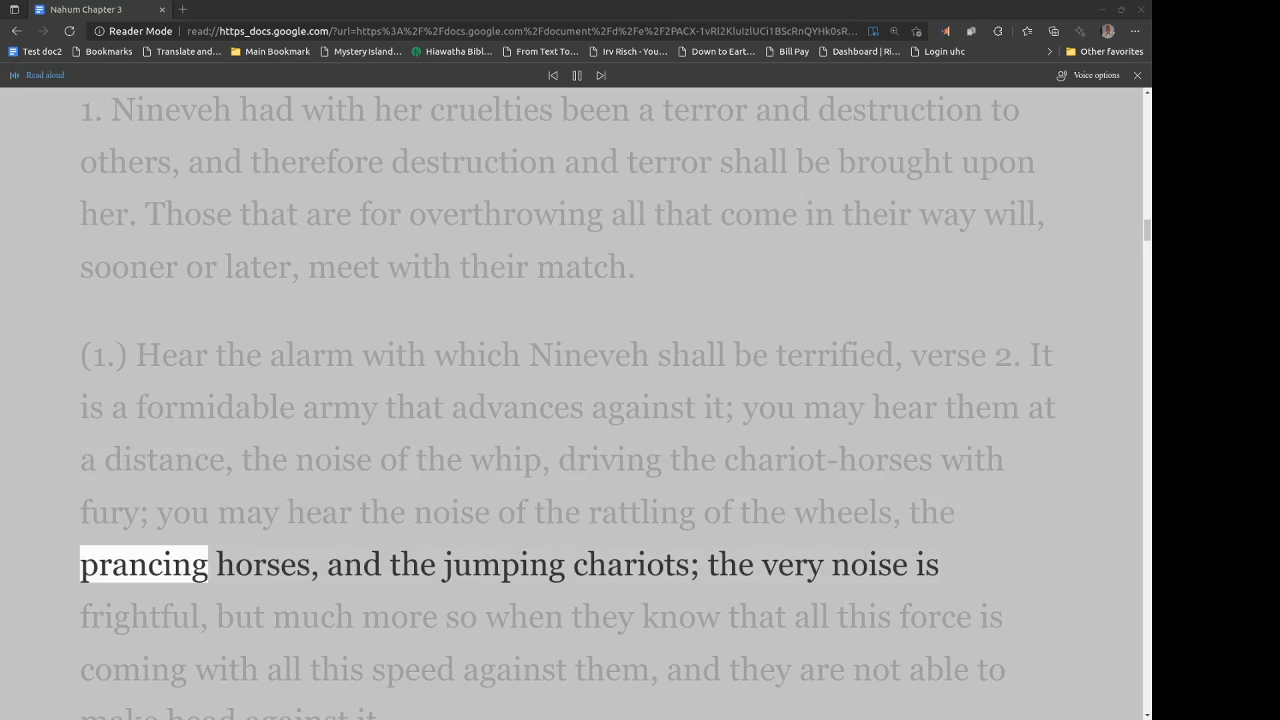 Nahum Chapter 3
Reader Mode
read://https_docs.google.com/?url=https%3A%2F%2Fdocs.google.com%2Fdocument%2Fd%2Fe%2F2PACX-1vRl2KluIzlUCi1BScRnQYHk0sR...
Test doc2
Bookmarks
Translate and...
Main Bookmark
Mystery Island...
Hiawatha Bibl...
From Text To...
Irv Risch - You...
Down to Eart...
Bill Pay
Dashboard | Ri...
Login uhc
Other favorites
Read aloud
Voice options
1. Nineveh had with her cruelties been a terror and destruction to
others, and therefore destruction and terror shall be brought upon
her. Those that are for overthrowing all that come in their way will,
sooner or later, meet with their match.
(1.) Hear the alarm with which Nineveh shall be terrified, verse 2. It
is a formidable army that advances against it; you may hear them at
a distance, the noise of the whip, driving the chariot-horses with
fury; you may hear the noise of the rattling of the wheels, the
prancing horses, and the jumping chariots; the very noise is
frightful, but much more so when they know that all this force is
coming with all this speed against them, and they are not able to
make head against it.